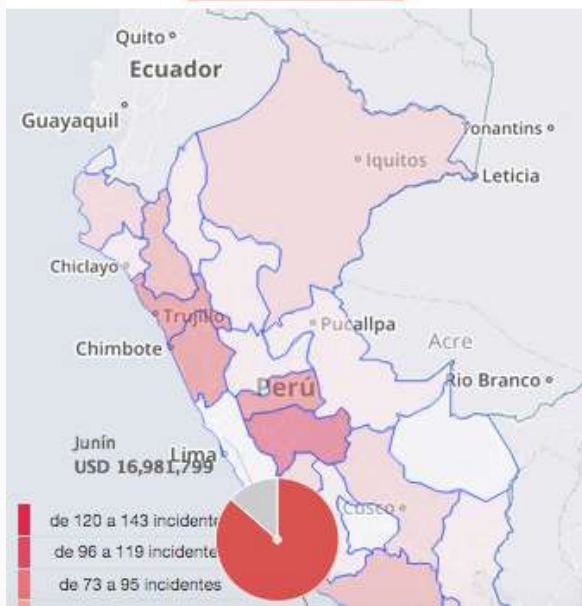 Quito
Ecuador
Guayaquil
Tonantins
Iquitos
Leticia
Chiclayo
Trujillo
Pucallpa
Chimbote
Acre
Perú
Rio Branco
Junín
Lima
USD 16,981,799
Cusco
de 120 a 143 incidente
de 96 a 119 incidente
de 73 a 95 incidentes